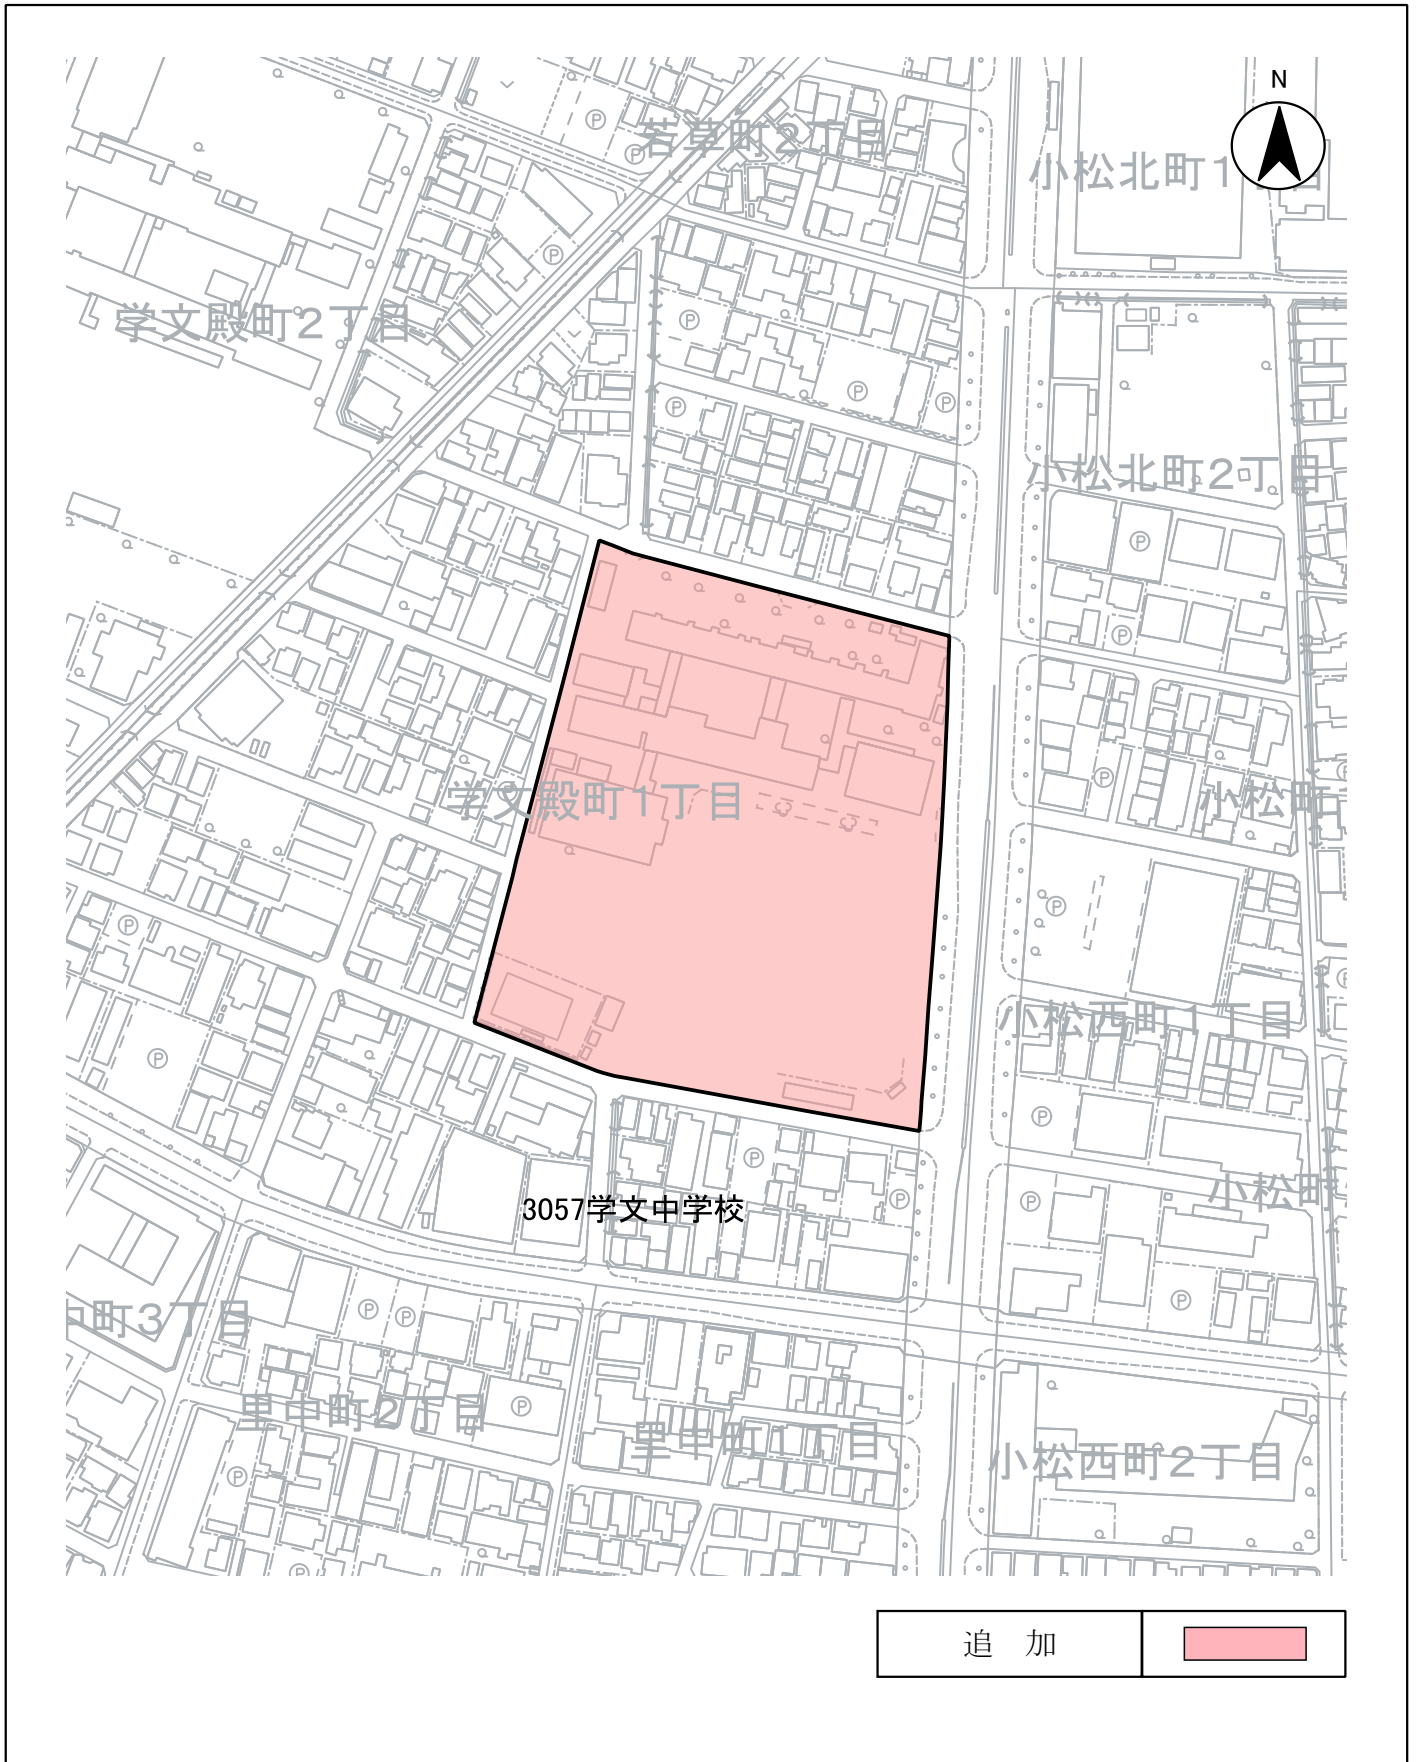 N
若草町2丁目
小松北町1丁目
学文殿町2丁目
小松北町2丁目
学文殿町1丁目
小松町
小松西町1丁目
小松町
3057学文中学校
町3丁目
里中町2丁目
里中町1丁目
小松西町2丁目
追 加